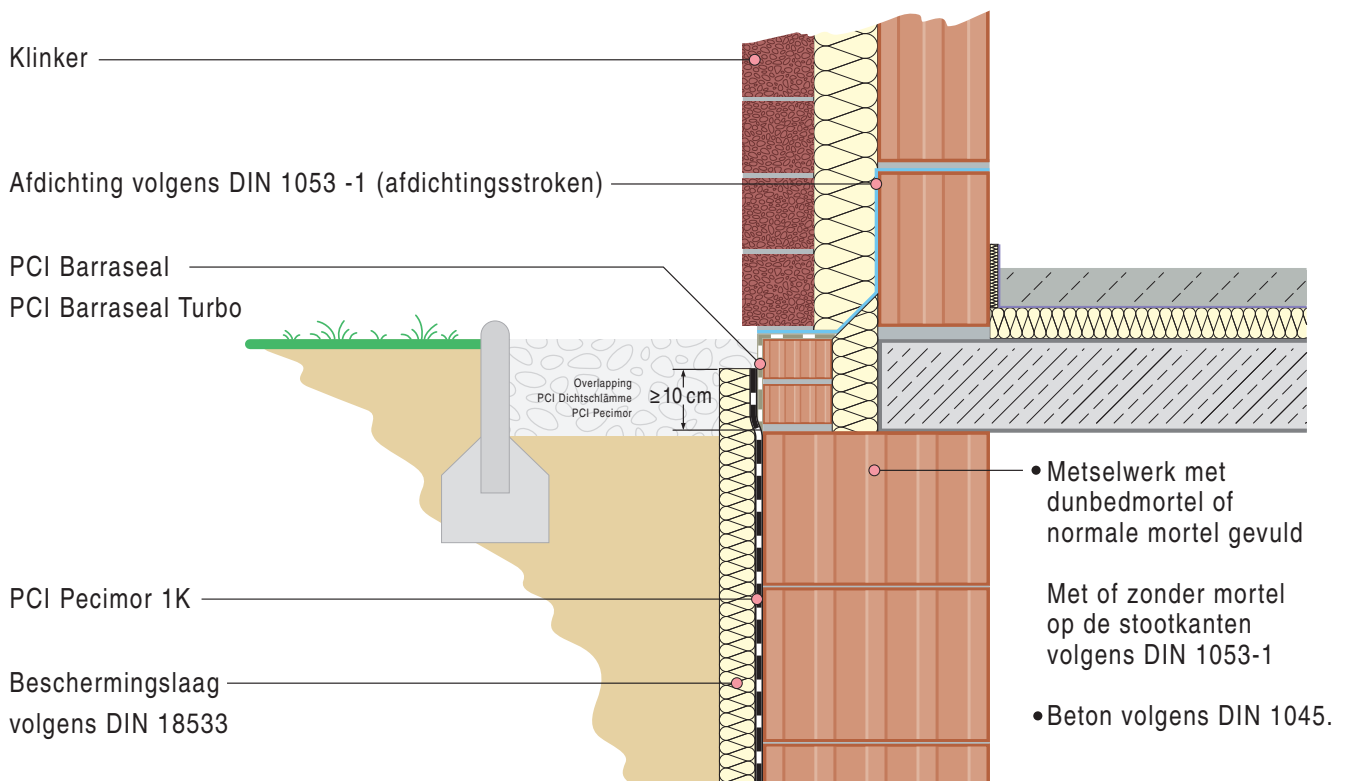 Klinker
Afdichting volgens DIN 1053 -1 (afdichtingsstroken)
PCI Barraseal
PCI Barraseal Turbo
Overlapping
PCI Dichtschlämme
PCI Pecimor
≥10 cm
PCI Pecimor 1K
Beschermingslaag
volgens DIN 18533
• Metselwerk met
dunbedmortel of
normale mortel gevuld
Met of zonder mortel
op de stootkanten
volgens DIN 1053-1
• Beton volgens DIN 1045.